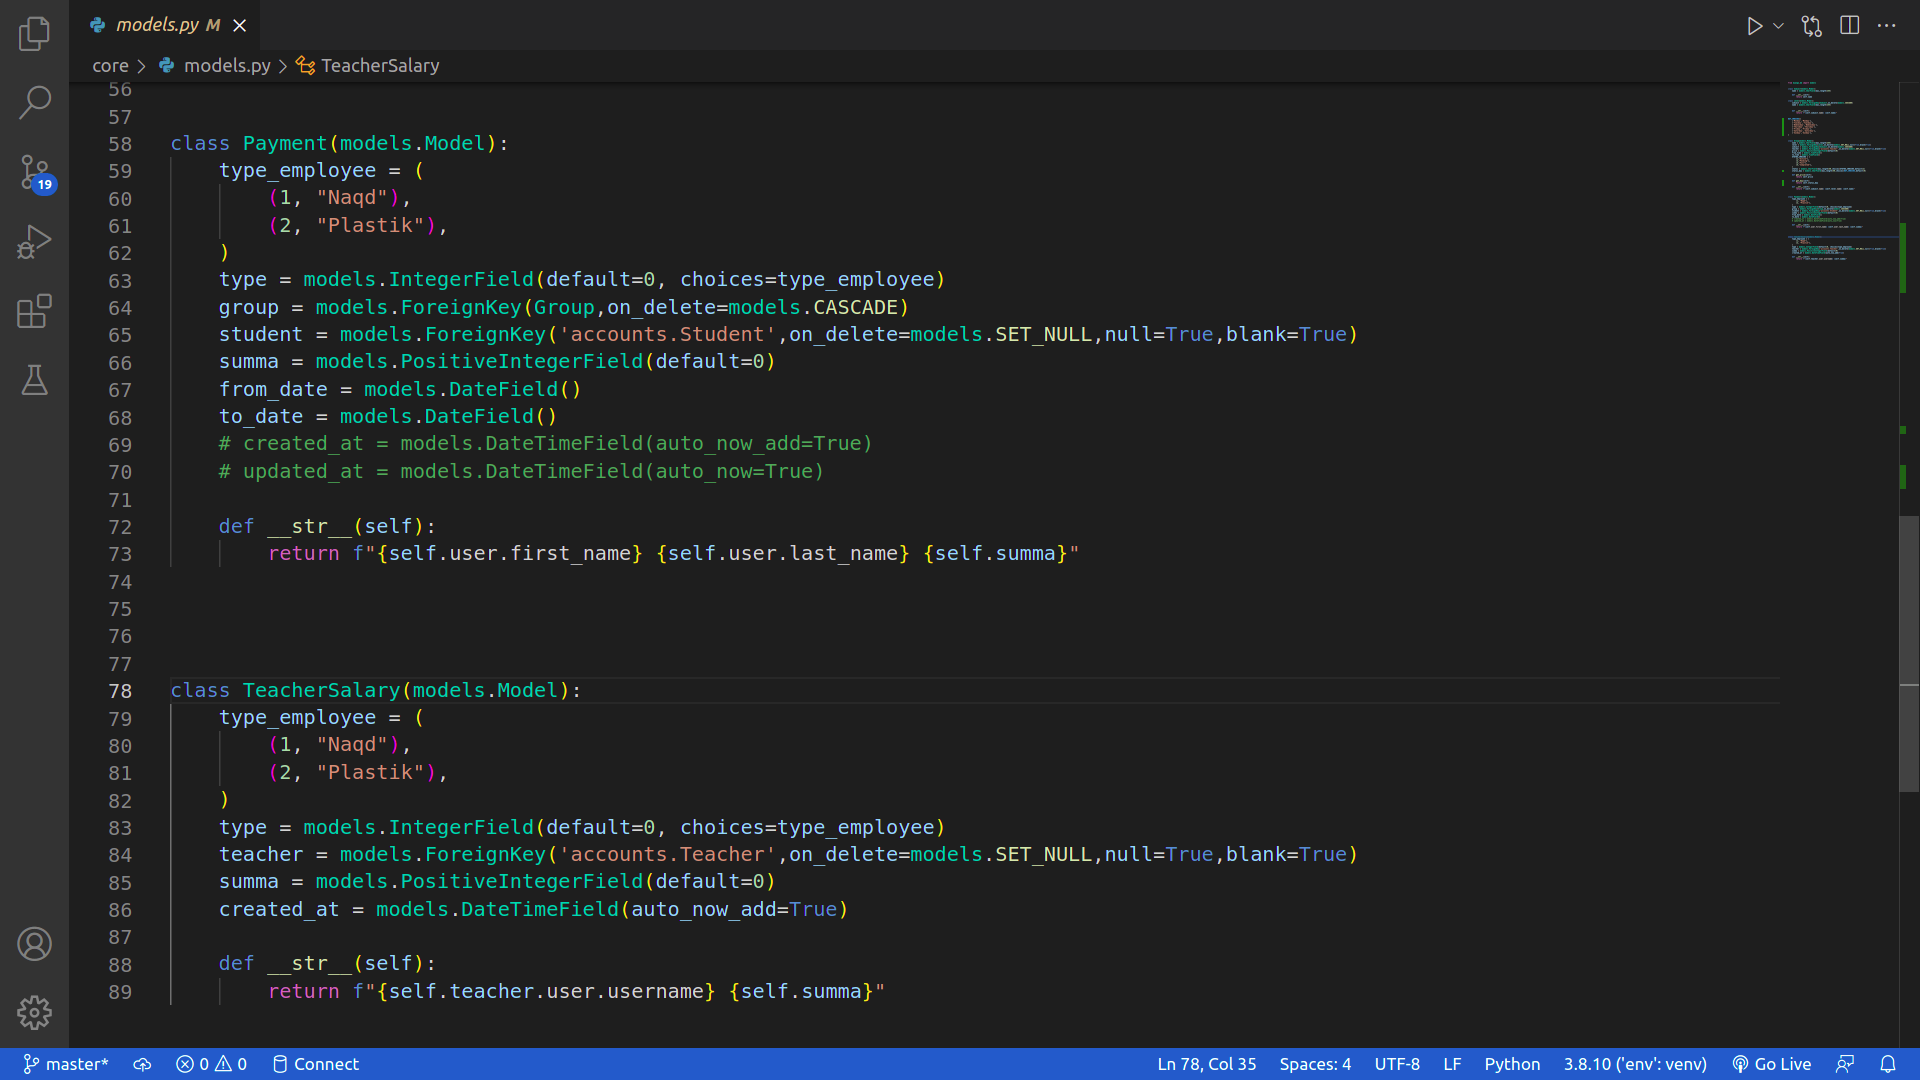 models.py M
core > models.py > TeacherSalary
56
57
58 class Payment(models.Model):
59     type_employee = (
60         (1, "Naqd"),
61         (2, "Plastik"),
62     )
63     type = models.IntegerField(default=0, choices=type_employee)
64     group = models.ForeignKey(Group,on_delete=models.CASCADE)
65     student = models.ForeignKey('accounts.Student',on_delete=models.SET_NULL,null=True,blank=True)
66     summa = models.PositiveIntegerField(default=0)
67     from_date = models.DateField()
68     to_date = models.DateField()
69     # created_at = models.DateTimeField(auto_now_add=True)
70     # updated_at = models.DateTimeField(auto_now=True)
71
72     def __str__(self):
73         return f"{self.user.first_name} {self.user.last_name} {self.summa}"
74
75
76
77
78 class TeacherSalary(models.Model):
79     type_employee = (
80         (1, "Naqd"),
81         (2, "Plastik"),
82     )
83     type = models.IntegerField(default=0, choices=type_employee)
84     teacher = models.ForeignKey('accounts.Teacher',on_delete=models.SET_NULL,null=True,blank=True)
85     summa = models.PositiveIntegerField(default=0)
86     created_at = models.DateTimeField(auto_now_add=True)
87
88     def __str__(self):
89         return f"{self.teacher.user.username} {self.summa}"
19
master* 0 0 Connect Ln 78, Col 35 Spaces: 4 UTF-8 LF Python 3.8.10 ('env': venv) Go Live